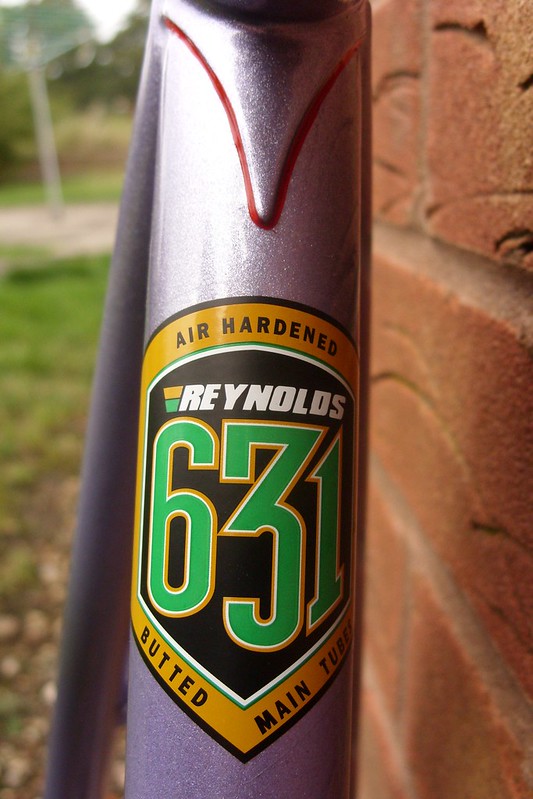 AIR HARDENED
REYNOLDS
631
BUTTED MAIN TUBES